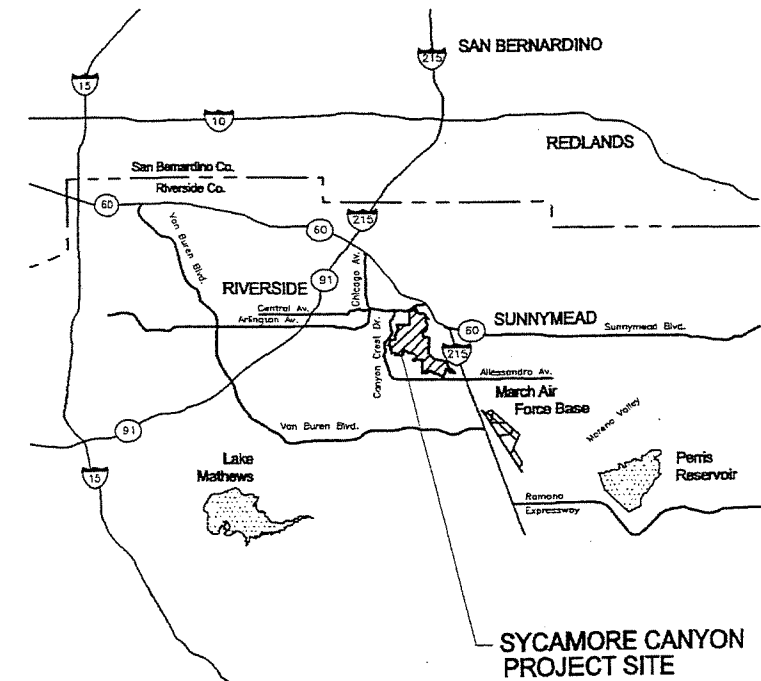 215
SAN BERNARDINO
15
10
REDLANDS
San Bernardino Co.
Riverside Co.
60
Van Buren Blvd.
215
60
Chicago Av.
91
RIVERSIDE
Central Av.
Arlington Av.
SUNNYMEAD
60
Sunnymead Blvd.
215
Canyon Crest Dr.
Allessandro Av.
March Air
Force Base
Moreno Valley
91
Van Buren Blvd.
Lake
Mathews
Perris
Reservoir
15
Ramona
Expressway
SYCAMORE CANYON
PROJECT SITE